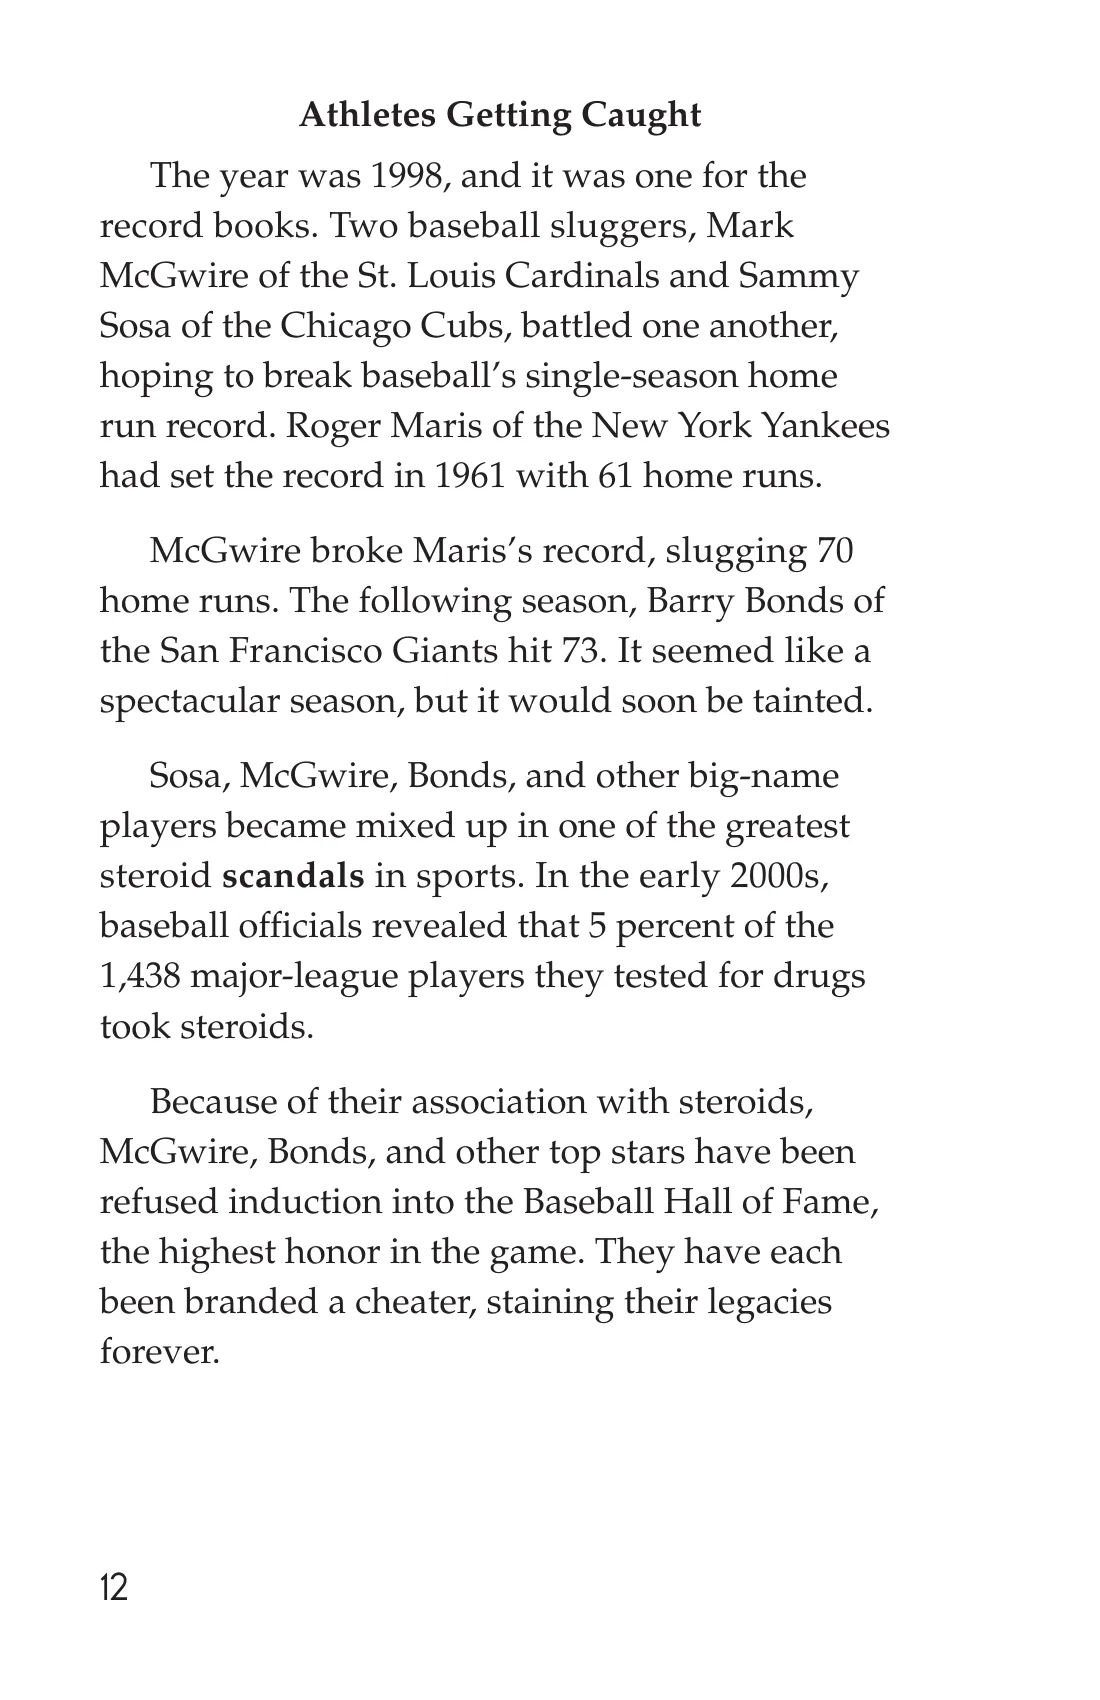 Athletes Getting Caught
The year was 1998, and it was one for the
record books. Two baseball sluggers, Mark
McGwire of the St. Louis Cardinals and Sammy
Sosa of the Chicago Cubs, battled one another,
hoping to break baseball’s single-season home
run record. Roger Maris of the New York Yankees
had set the record in 1961 with 61 home runs.
McGwire broke Maris’s record, slugging 70
home runs. The following season, Barry Bonds of
the San Francisco Giants hit 73. It seemed like a
spectacular season, but it would soon be tainted.
Sosa, McGwire, Bonds, and other big-name
players became mixed up in one of the greatest
steroid scandals in sports. In the early 2000s,
baseball officials revealed that 5 percent of the
1,438 major-league players they tested for drugs
took steroids.
Because of their association with steroids,
McGwire, Bonds, and other top stars have been
refused induction into the Baseball Hall of Fame,
the highest honor in the game. They have each
been branded a cheater, staining their legacies
forever.
12